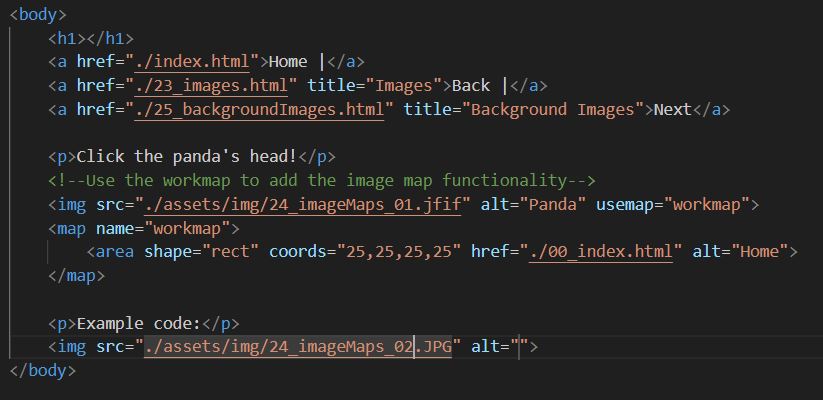 <body>
<h1></h1>
<a href="./index.html">Home |</a>
<a href="./23_images.html" title="Images">Back |</a>
<a href="./25_backgroundImages.html" title="Background Images">Next</a>
<p>Click the panda's head!</p>
<!--Use the workmap to add the image map functionality-->
<img src="./assets/img/24_imageMaps_01.jfif" alt="Panda" usemap="workmap">
<map name="workmap">
<area shape="rect" coords="25,25,25,25" href="./00_index.html" alt="Home">
</map>
<p>Example code:</p>
<img src="./assets/img/24_imageMaps_02.JPG" alt="">
</body>